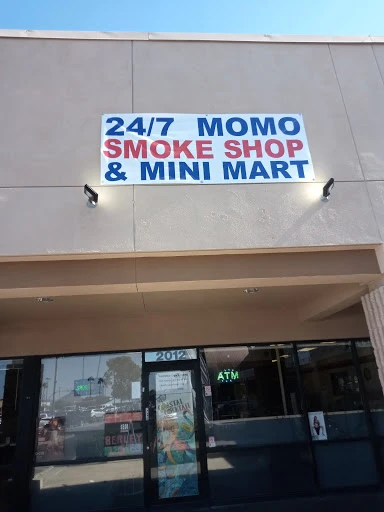 24/7 MOMO
SMOKE SHOP
& MINI MART
2012
ATM